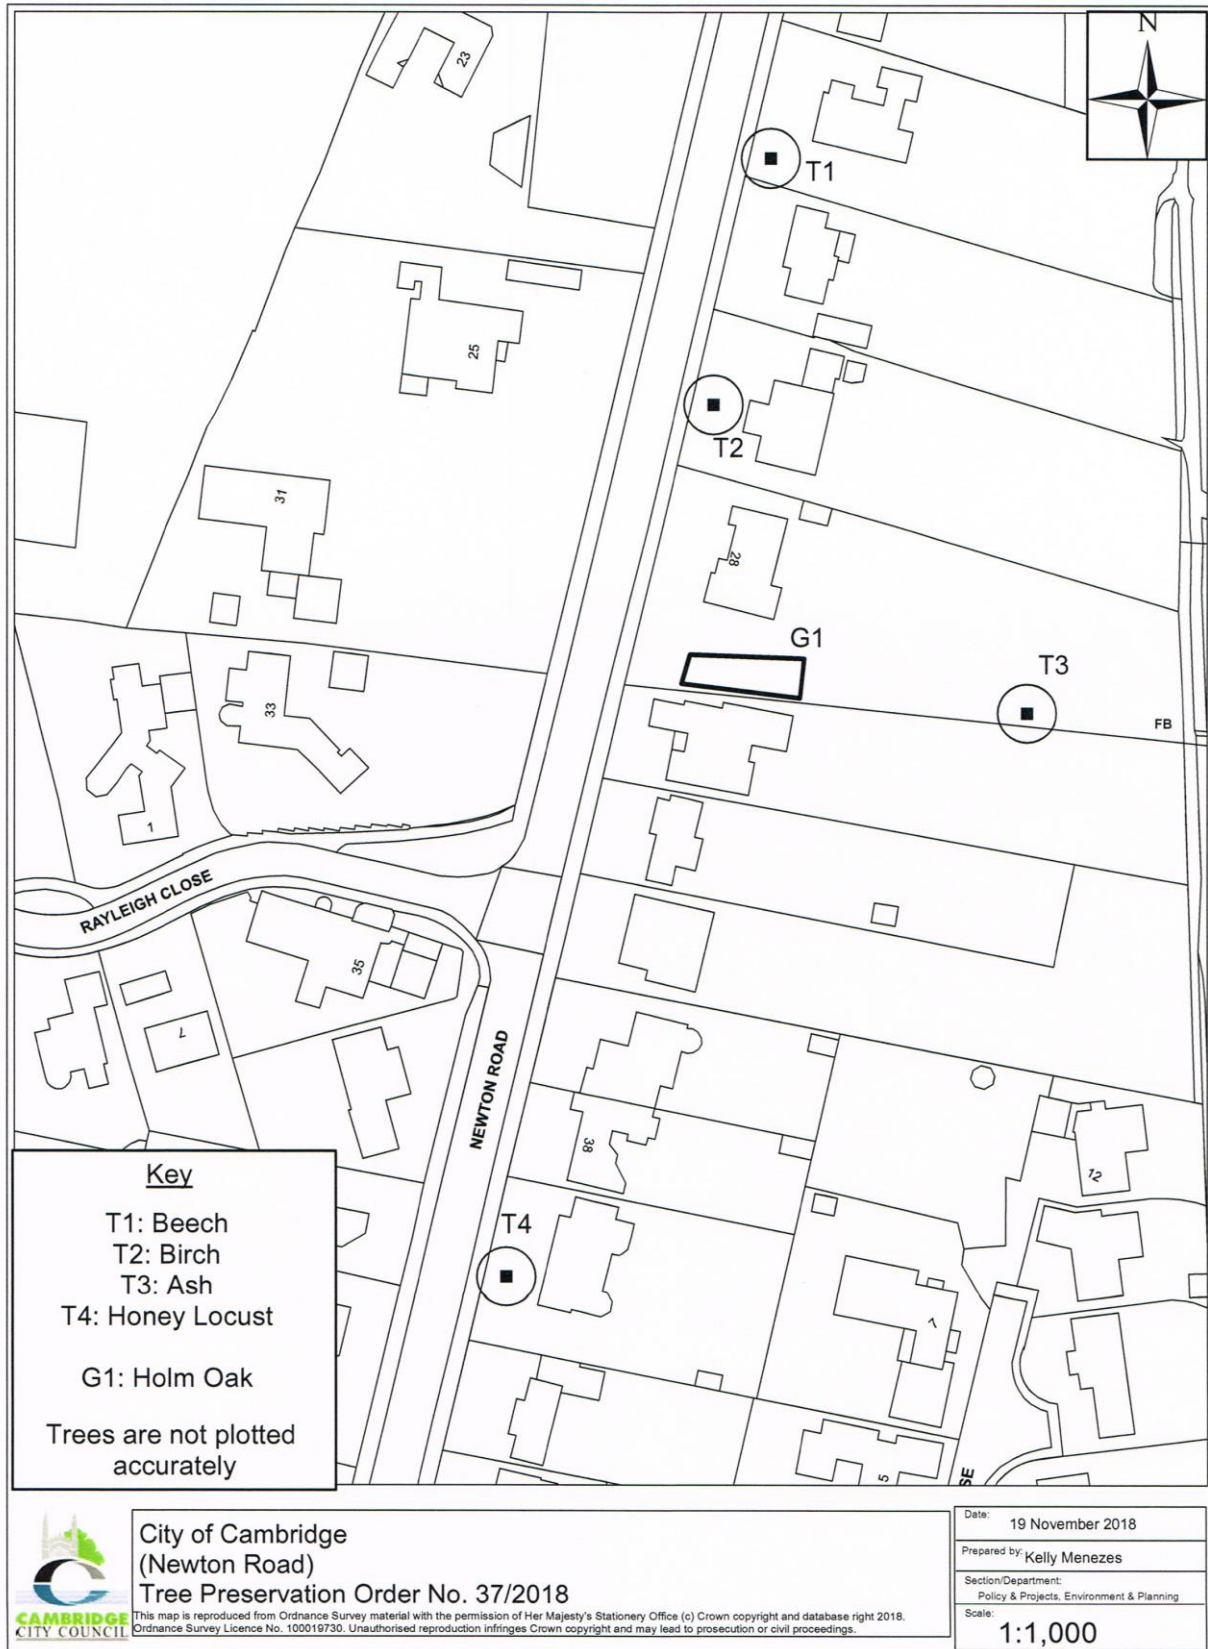 N
23
T1
25
T2
31
28
G1
T3
33
FB
1
RAYLEIGH CLOSE
35
7
NEWTON ROAD
38
12
T4
7
5
SE
Key
T1: Beech
T2: Birch
T3: Ash
T4: Honey Locust
G1: Holm Oak
Trees are not plotted
accurately
CAMBRIDGE
CITY COUNCIL
City of Cambridge
(Newton Road)
Tree Preservation Order No. 37/2018
This map is reproduced from Ordnance Survey material with the permission of Her Majesty's Stationery Office (c) Crown copyright and database right 2018.
Ordnance Survey Licence No. 100019730. Unauthorised reproduction infringes Crown copyright and may lead to prosecution or civil proceedings.
Date: 19 November 2018
Prepared by: Kelly Menezes
Section/Department:
Policy & Projects, Environment & Planning
Scale:
1:1,000